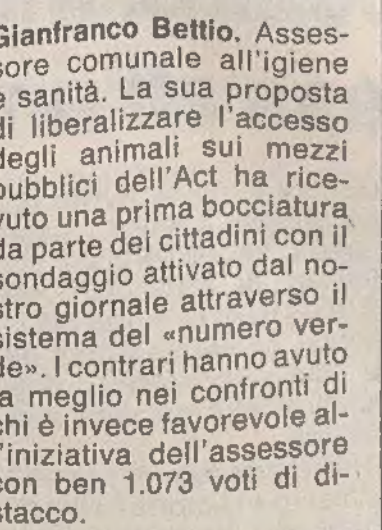 Gianfranco Bettio. Asses-
sore comunale all'igiene
e sanità. La sua proposta
di liberalizzare l'accesso
degli animali sui mezzi
pubblici dell'Act ha rice-
vuto una prima bocciatura
da parte dei cittadini con il
sondaggio attivato dal no-
stro giornale attraverso il
sistema del «numero ver-
de». I contrari hanno avuto
la meglio nei confronti di
chi è invece favorevole al-
l'iniziativa dell'assessore
con ben 1.073 voti di di-
stacco.